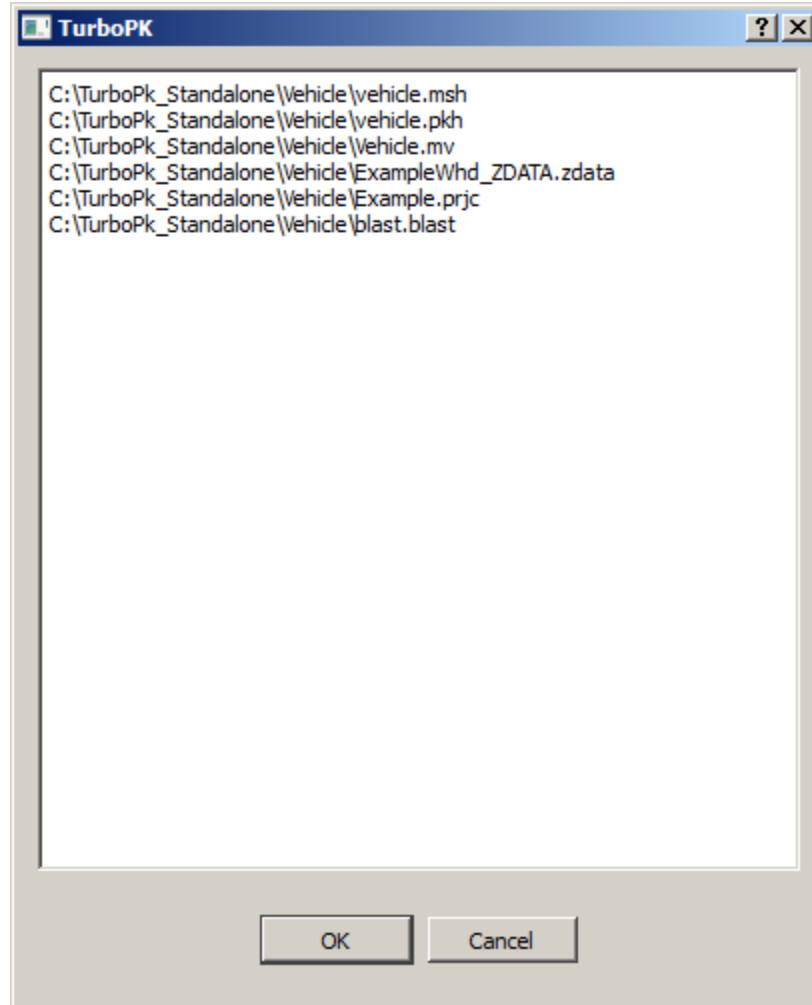 TurboPK
C:\TurboPk_Standalone\Vehicle\vehicle.msh
C:\TurboPk_Standalone\Vehicle\vehicle.pkh
C:\TurboPk_Standalone\Vehicle\Vehicle.mv
C:\TurboPk_Standalone\Vehicle\ExampleWhd_ZDATA.zdata
C:\TurboPk_Standalone\Vehicle\Example.prjc
C:\TurboPk_Standalone\Vehicle\blast.blast
OK Cancel